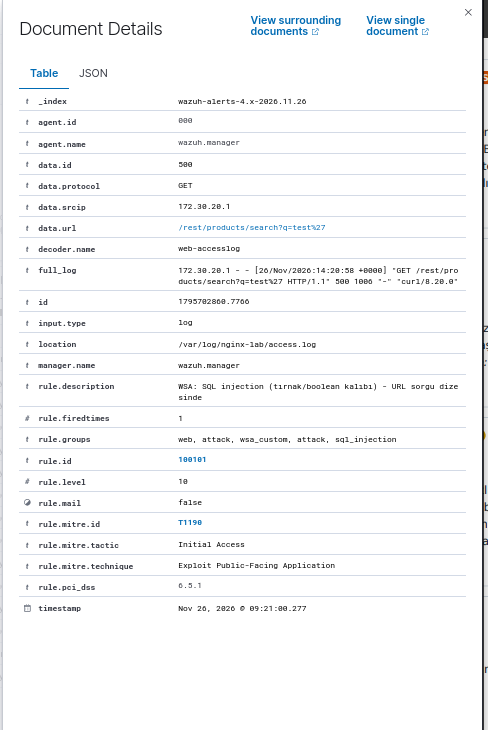 Document Details
View surrounding documents
View single document
Table
JSON
_index wazuh-alerts-4.x-2026.11.26
agent.id 000
agent.name wazuh.manager
data.id 500
data.protocol GET
data.srcip 172.30.20.1
data.url /rest/products/search?q=test%27
decoder.name web-accesslog
full_log 172.30.20.1 - - [26/Nov/2026:14:20:58 +0000] "GET /rest/pro
ducts/search?q=test%27 HTTP/1.1" 500 1006 "-" "curl/8.20.0"
id 1795702860.7766
input.type log
location /var/log/nginx-lab/access.log
manager.name wazuh.manager
rule.description WSA: SQL injection (tırnak/boolean kalıbı) - URL sorgu dize
sinde
rule.firedtimes 1
rule.groups web, attack, wsa_custom, attack, sql_injection
rule.id 100101
rule.level 10
rule.mail false
rule.mitre.id T1190
rule.mitre.tactic Initial Access
rule.mitre.technique Exploit Public-Facing Application
rule.pci_dss 6.5.1
timestamp Nov 26, 2026 @ 09:21:00.277